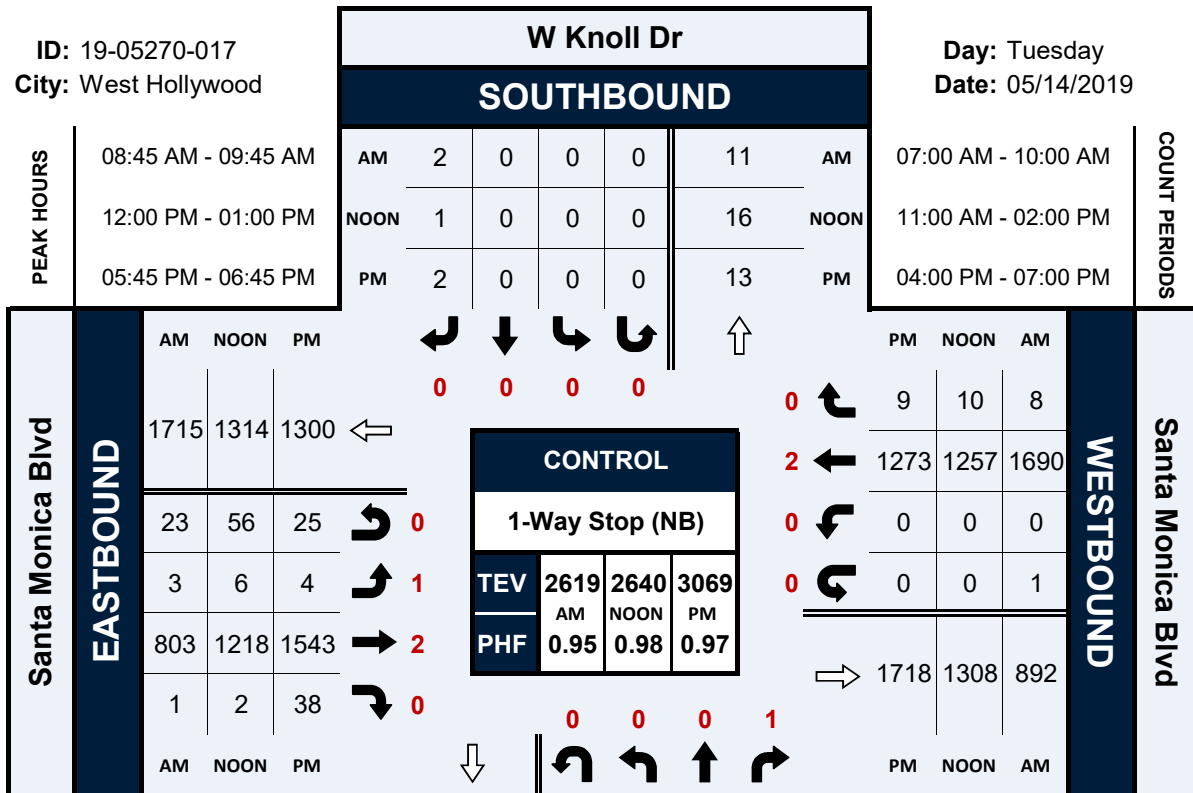 ID: 19-05270-017
City: West Hollywood
W Knoll Dr
SOUTHBOUND
Day: Tuesday
Date: 05/14/2019
PEAK HOURS
08:45 AM - 09:45 AM
12:00 PM - 01:00 PM
05:45 PM - 06:45 PM
AM 2 0 0 0 11 AM
NOON 1 0 0 0 16 NOON
PM 2 0 0 0 13 PM
07:00 AM - 10:00 AM
11:00 AM - 02:00 PM
04:00 PM - 07:00 PM
COUNT PERIODS
0 0 0 0
Santa Monica Blvd
EASTBOUND
AM NOON PM
1715 1314 1300
23 56 25 0
3 6 4 1
803 1218 1543 2
1 2 38 0
AM NOON PM
CONTROL
1-Way Stop (NB)
TEV 2619 2640 3069
AM NOON PM
PHF 0.95 0.98 0.97
PM NOON AM
0 9 10 8
2 1273 1257 1690
0 0 0 0
0 0 0 1
1718 1308 892
PM NOON AM
WESTBOUND
Santa Monica Blvd
0 0 0 1